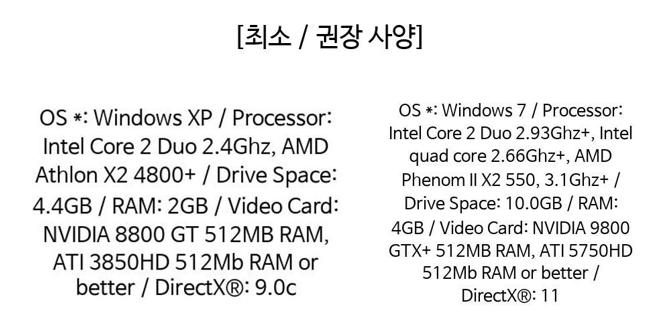 [최소 / 권장 사양]
OS *: Windows XP / Processor:
Intel Core 2 Duo 2.4Ghz, AMD
Athlon X2 4800+ / Drive Space:
4.4GB / RAM: 2GB / Video Card:
NVIDIA 8800 GT 512MB RAM,
ATI 3850HD 512Mb RAM or
better / DirectX®: 9.0c
OS *: Windows 7 / Processor:
Intel Core 2 Duo 2.93Ghz+, Intel
quad core 2.66Ghz+, AMD
Phenom II X2 550, 3.1Ghz+ /
Drive Space: 10.0GB / RAM:
4GB / Video Card: NVIDIA 9800
GTX+ 512MB RAM, ATI 5750HD
512Mb RAM or better /
DirectX®: 11